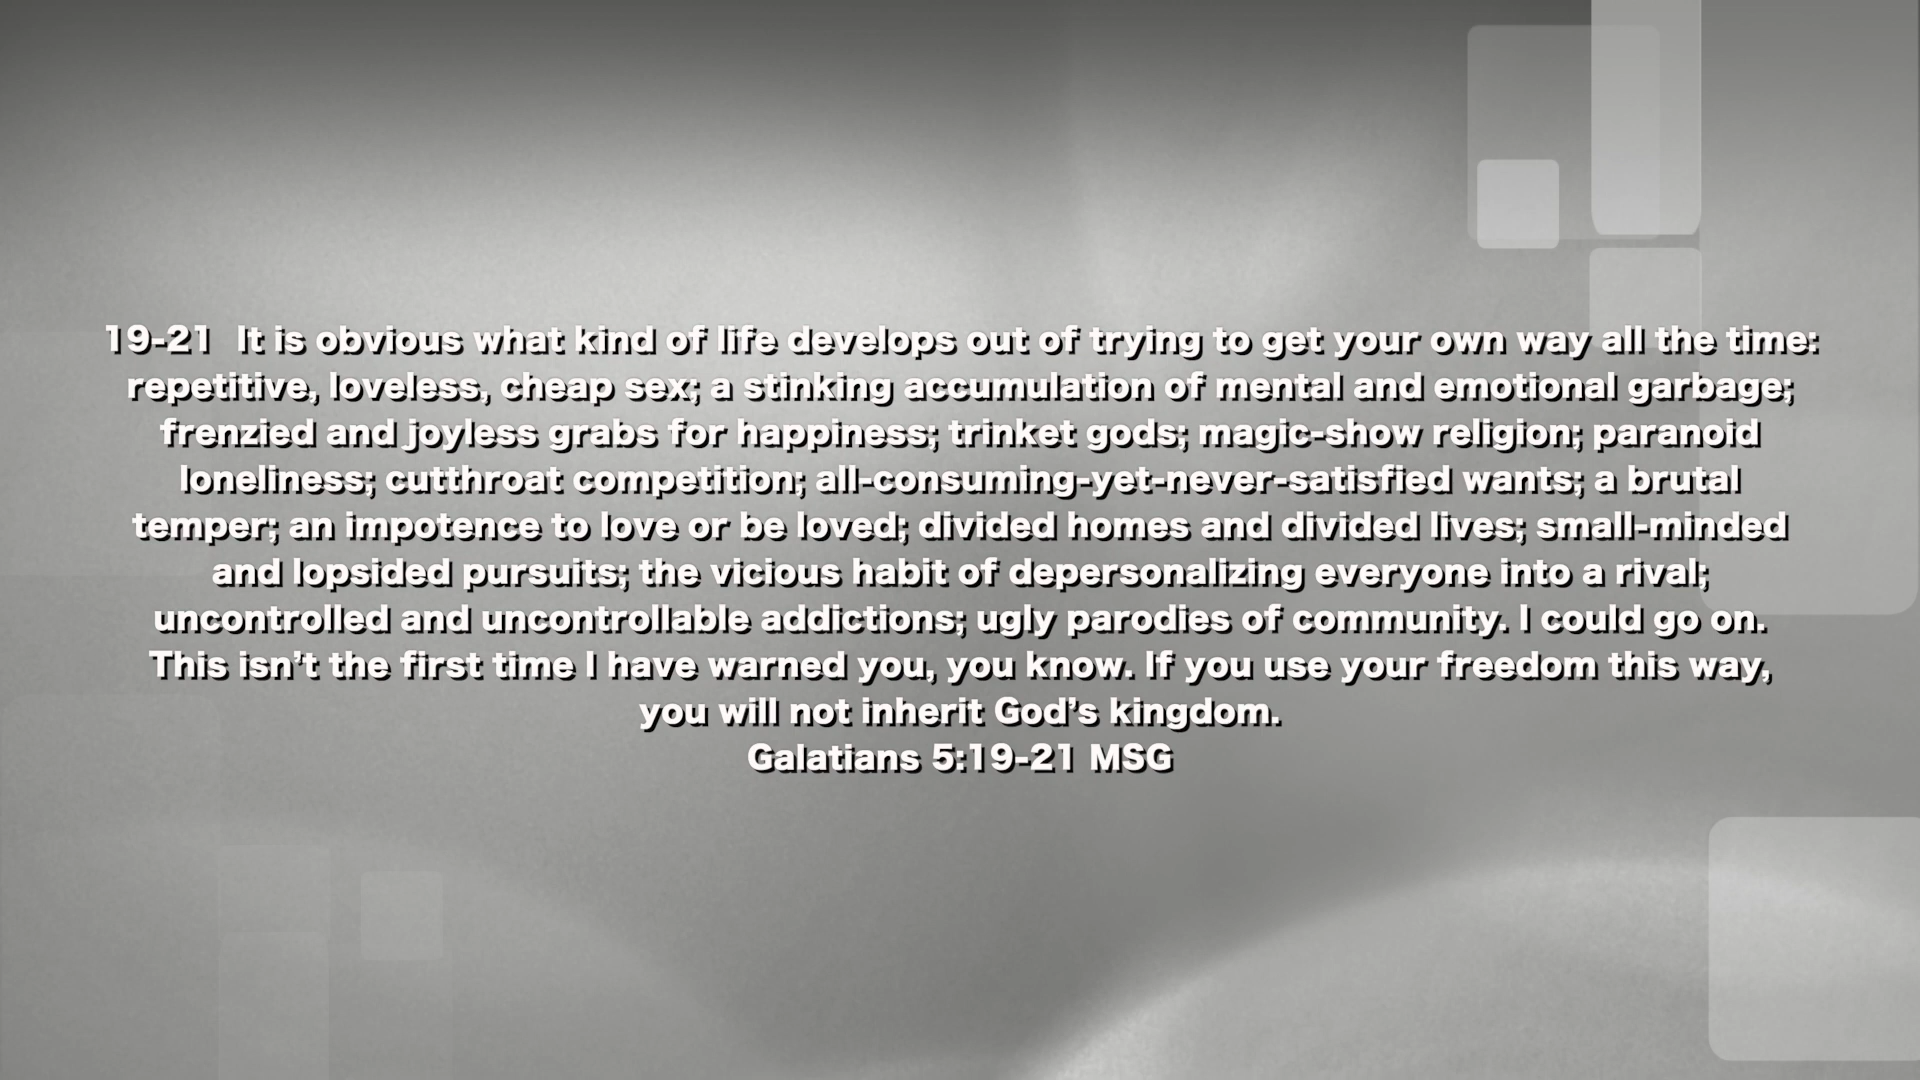 19-21  It is obvious what kind of life develops out of trying to get your own way all the time:
repetitive, loveless, cheap sex; a stinking accumulation of mental and emotional garbage;
frenzied and joyless grabs for happiness; trinket gods; magic-show religion; paranoid
loneliness; cutthroat competition; all-consuming-yet-never-satisfied wants; a brutal
temper; an impotence to love or be loved; divided homes and divided lives; small-minded
and lopsided pursuits; the vicious habit of depersonalizing everyone into a rival;
uncontrolled and uncontrollable addictions; ugly parodies of community. I could go on.
This isn’t the first time I have warned you, you know. If you use your freedom this way,
you will not inherit God’s kingdom.
Galatians 5:19-21 MSG